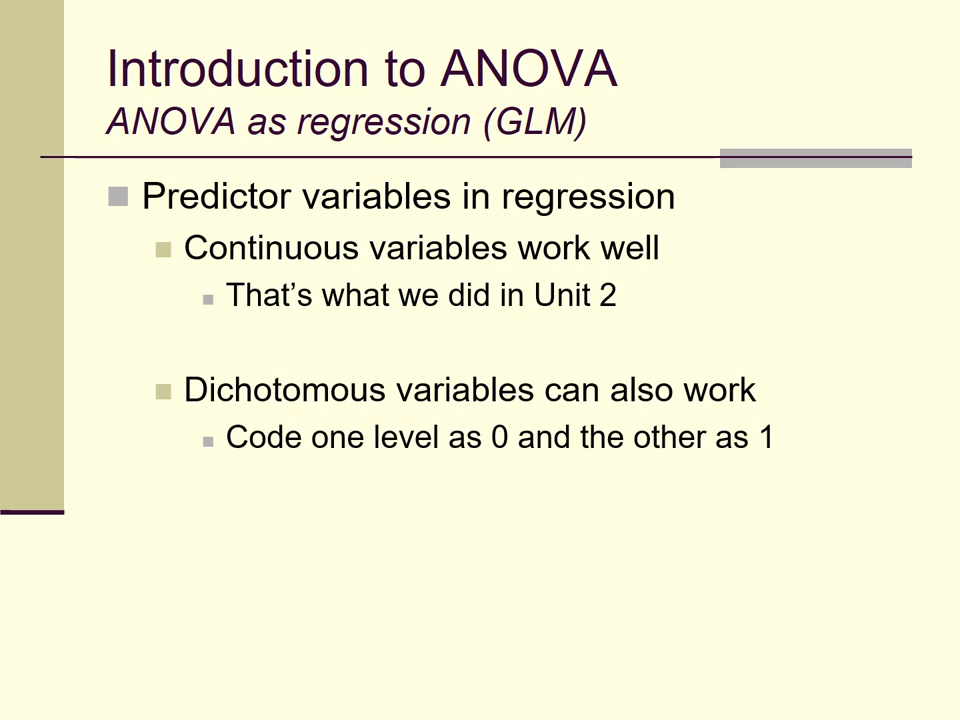 Introduction to ANOVA
ANOVA as regression (GLM)
Predictor variables in regression
Continuous variables work well
That’s what we did in Unit 2
Dichotomous variables can also work
Code one level as 0 and the other as 1